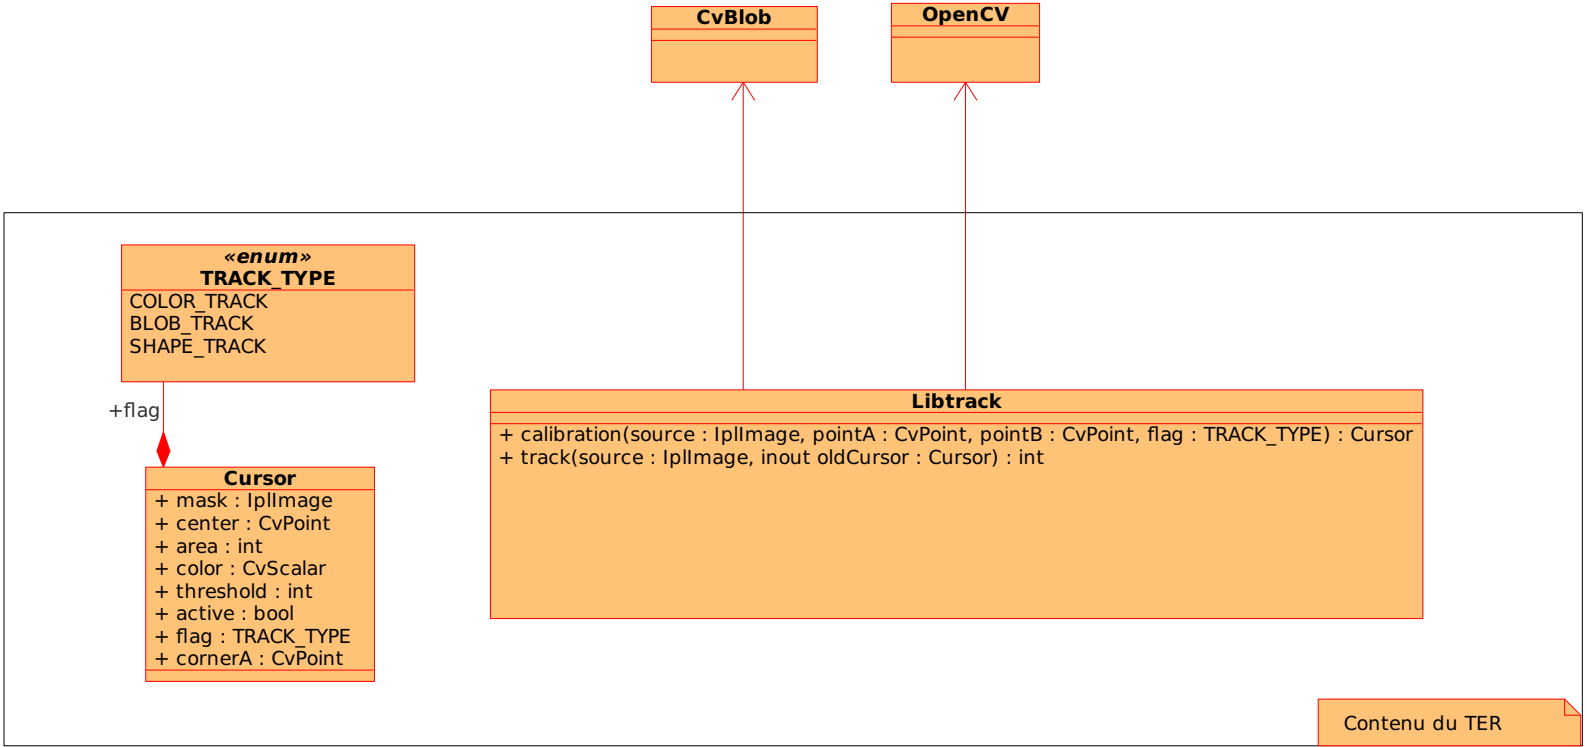 CvBlob
OpenCV
«enum»
TRACK_TYPE
COLOR_TRACK
BLOB_TRACK
SHAPE_TRACK
+flag
Cursor
+ mask : IplImage
+ center : CvPoint
+ area : int
+ color : CvScalar
+ threshold : int
+ active : bool
+ flag : TRACK_TYPE
+ cornerA : CvPoint
Libtrack
+ calibration(source : IplImage, pointA : CvPoint, pointB : CvPoint, flag : TRACK_TYPE) : Cursor
+ track(source : IplImage, inout oldCursor : Cursor) : int
Contenu du TER